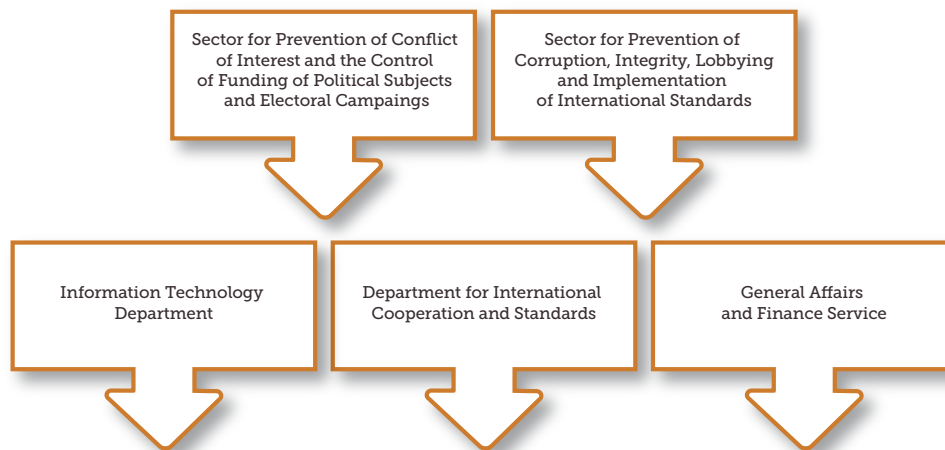 Sector for Prevention of Conflict
of Interest and the Control
of Funding of Political Subjects
and Electoral Campaings
Sector for Prevention of
Corruption, Integrity, Lobbying
and Implementation
of International Standards
Information Technology
Department
Department for International
Cooperation and Standards
General Affairs
and Finance Service